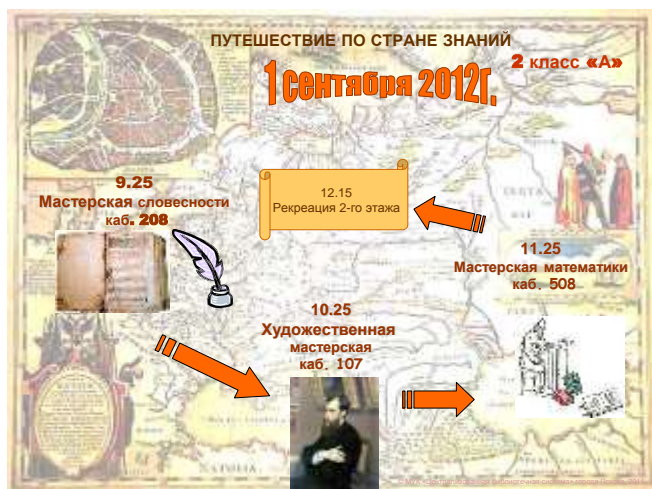 ПУТЕШЕСТВИЕ ПО СТРАНЕ ЗНАНИЙ
2 класс «А»
1 сентября 2012г.
9.25
Мастерская словесности
каб. 208
12.15
Рекреация 2-го этажа
11.25
Мастерская математики
каб. 508
10.25
Художественная
мастерская
каб. 107